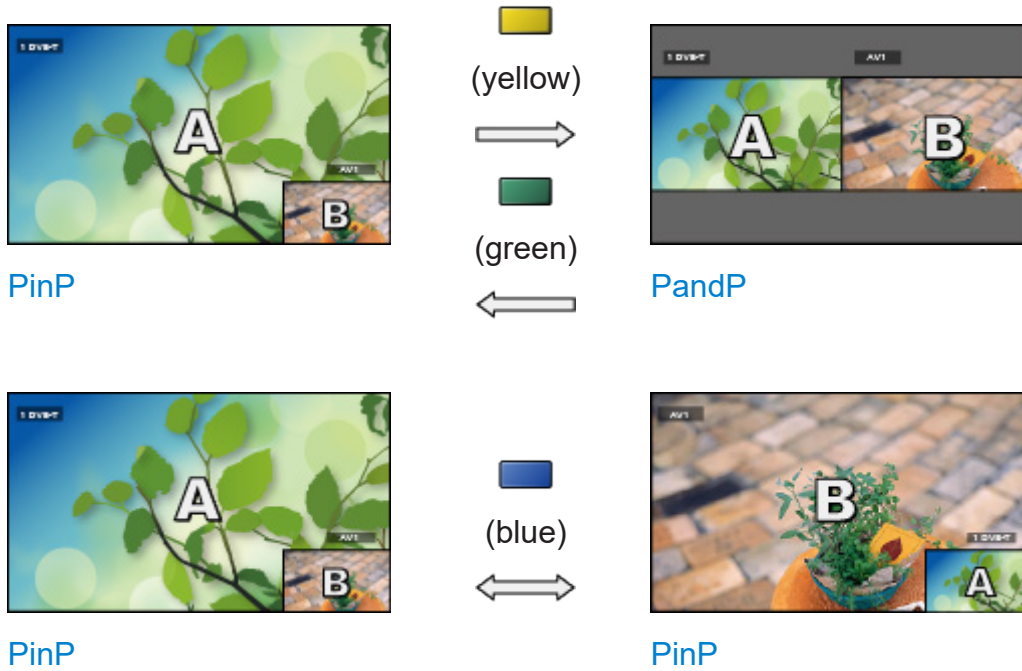 1 DVB-T
A
AV1
B
PinP
(yellow)
(green)
1 DVB-T
AV1
A
B
PandP
1 DVB-T
A
AV1
B
PinP
(blue)
AV1
B
1 DVB-T
A
PinP